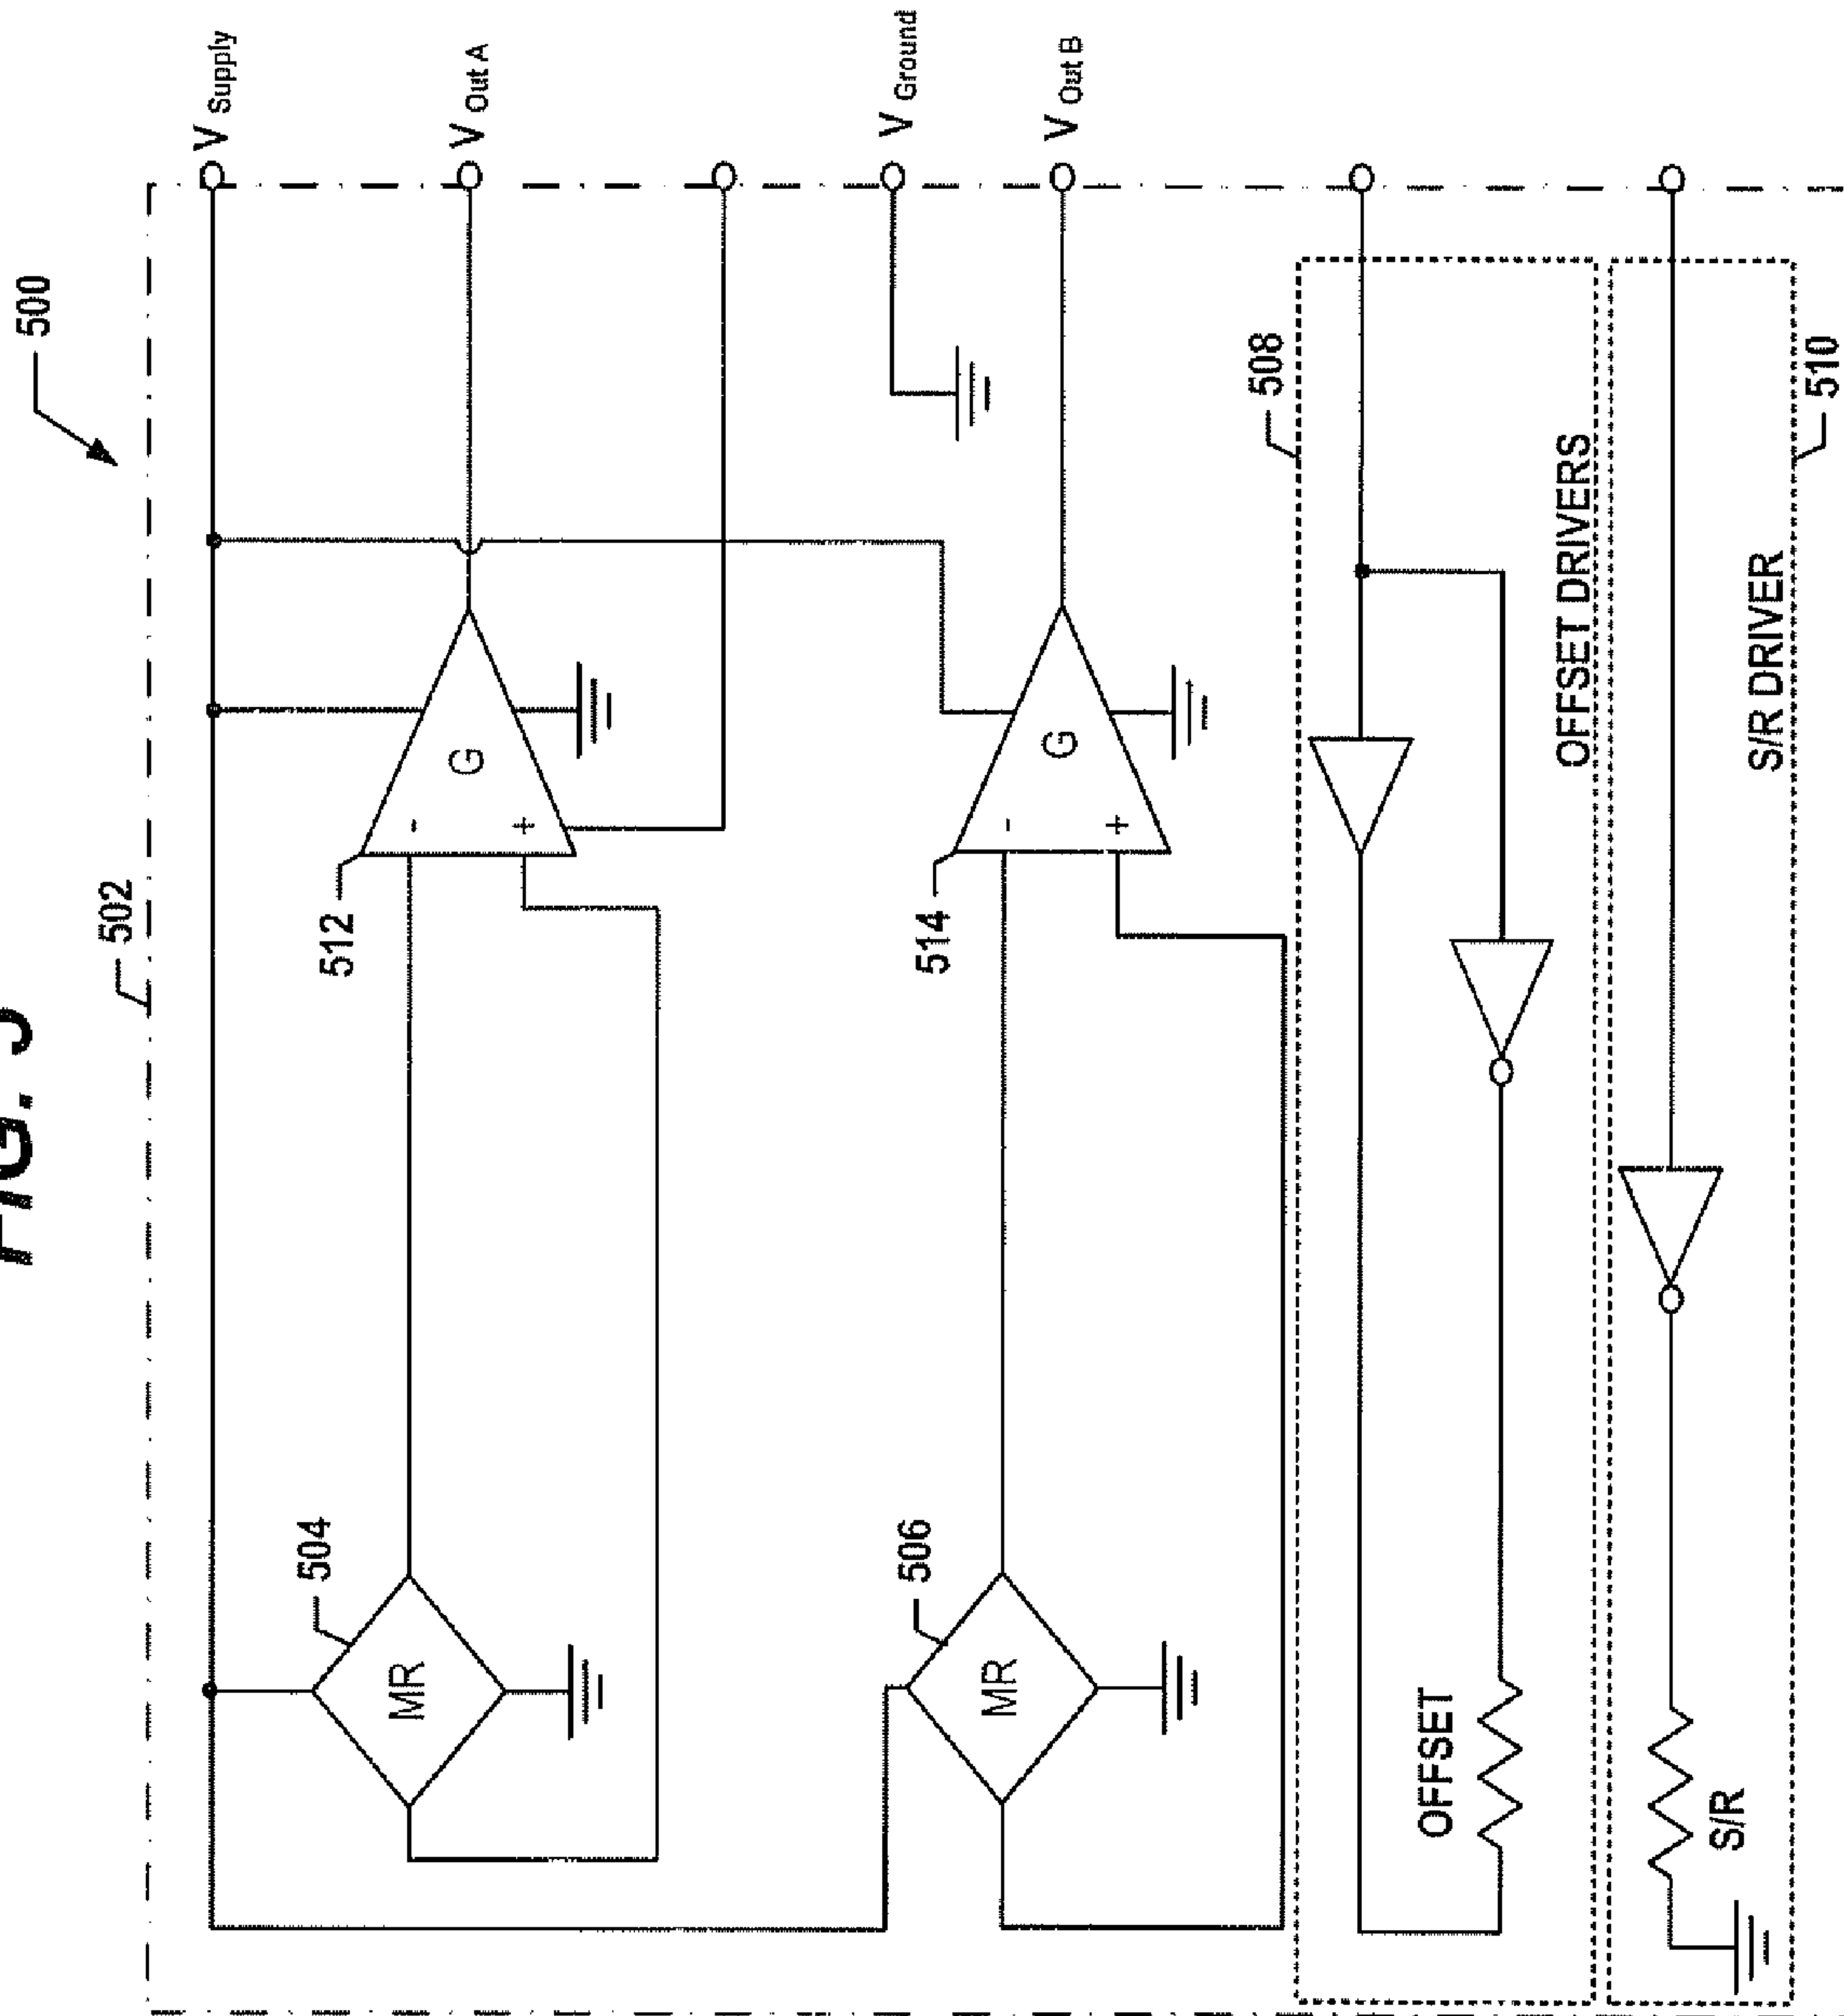 FIG. 5
500
502
V Supply
V Out A
V Ground
V Out B
504
MR
512
-
+
G
506
MR
514
-
+
G
508
OFFSET
OFFSET DRIVERS
S/R
S/R DRIVER
510